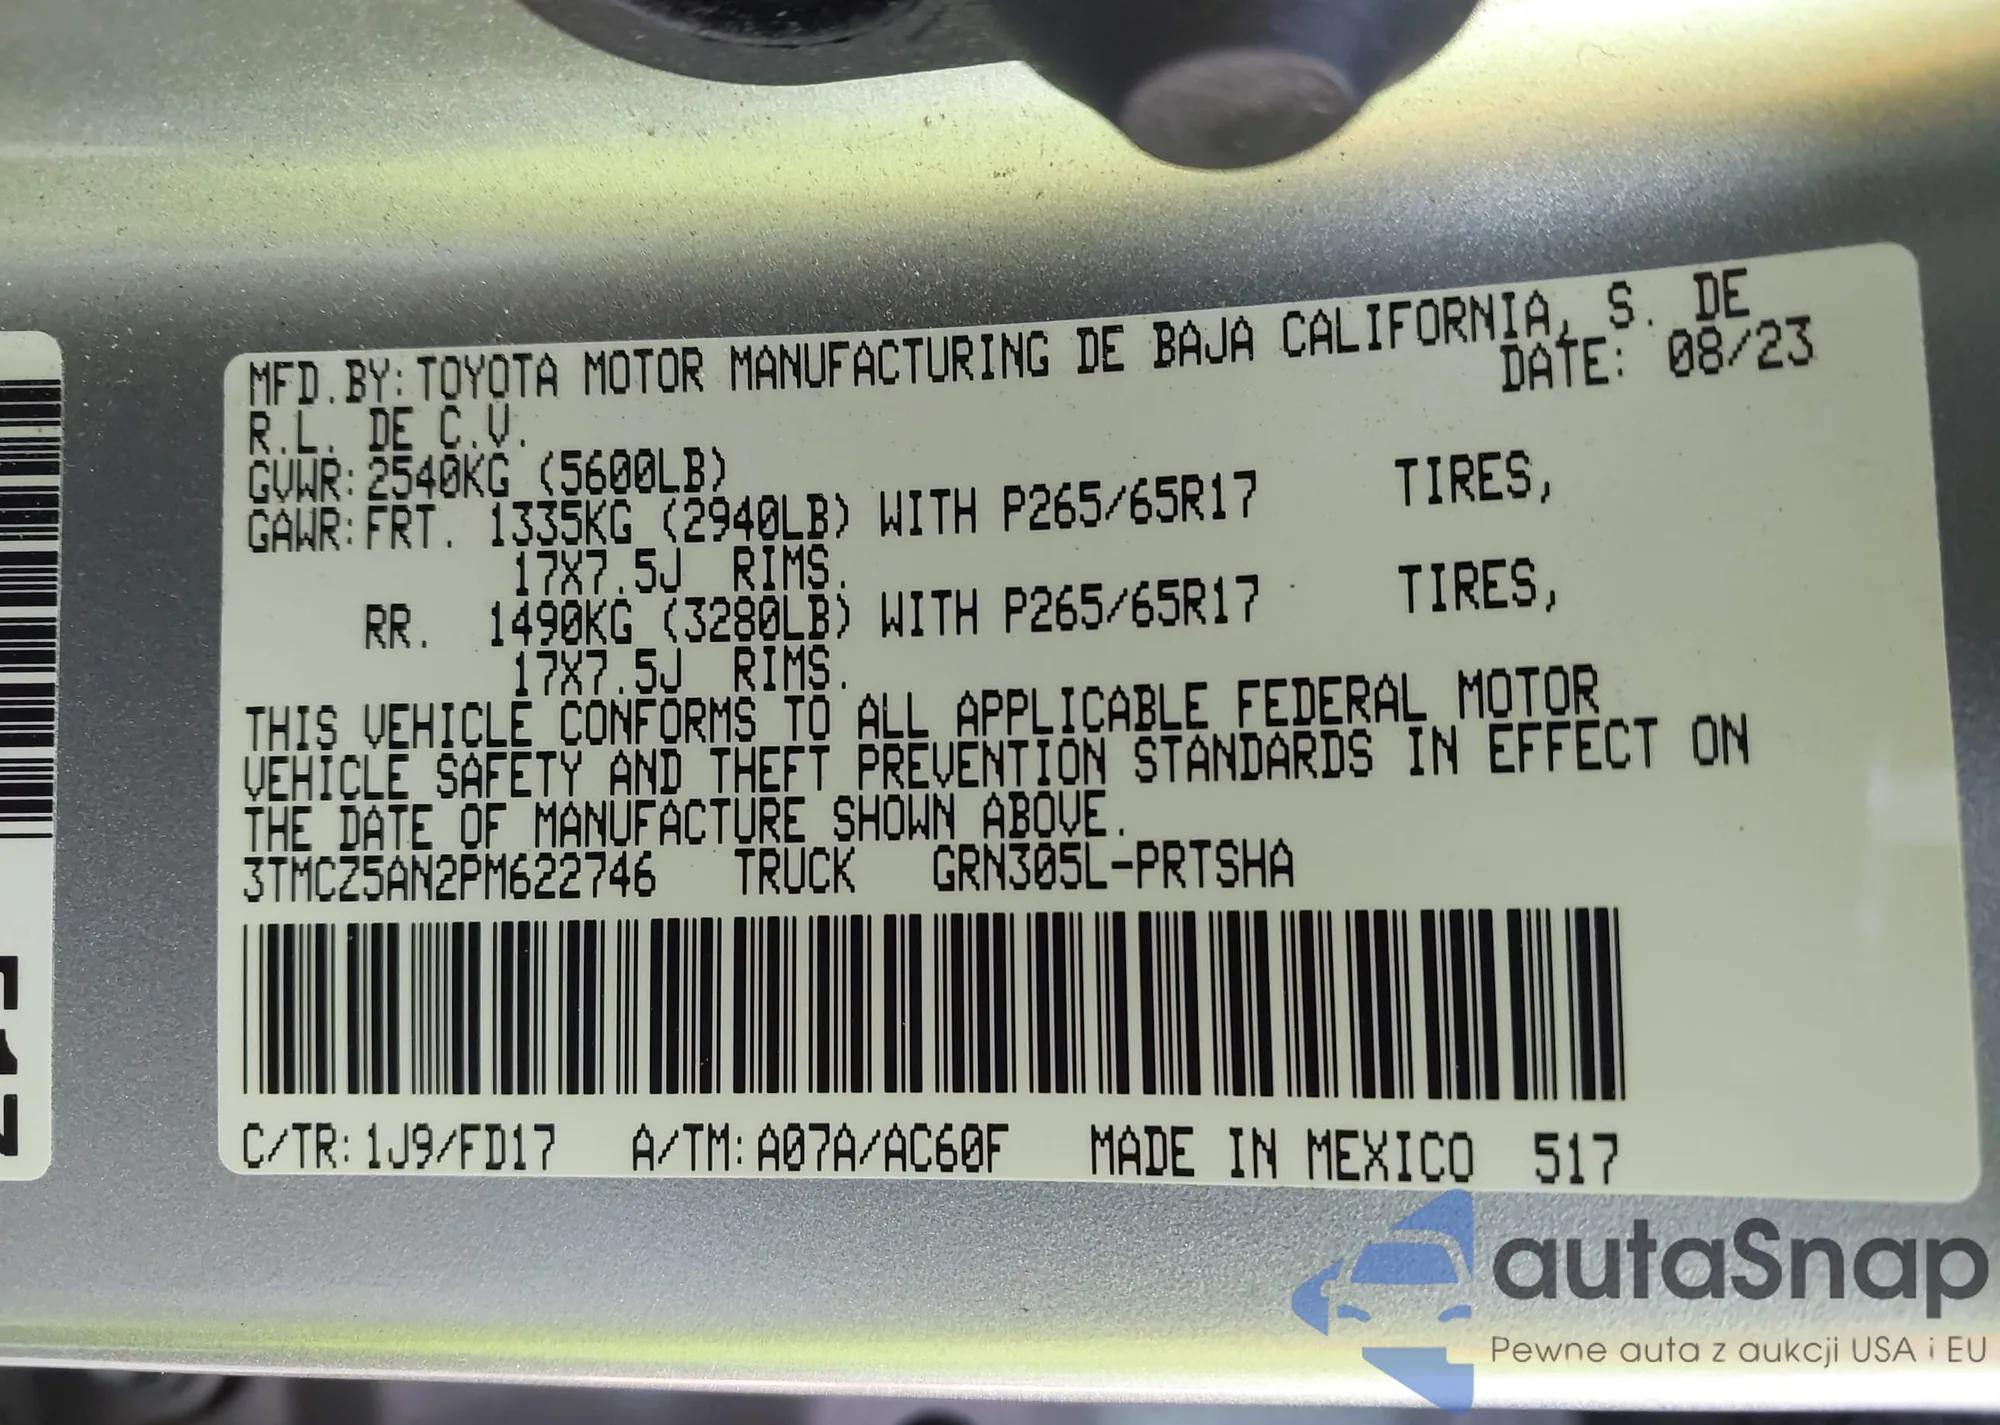 MFD.BY:TOYOTA MOTOR MANUFACTURING DE BAJA CALIFORNIA, S. DE
R.L. DE C.V. DATE: 08/23
GVWR:2540KG (5600LB)
GAWR:FRT. 1335KG (2940LB) WITH P265/65R17 TIRES,
17X7.5J RIMS.
RR. 1490KG (3280LB) WITH P265/65R17 TIRES,
17X7.5J RIMS.
THIS VEHICLE CONFORMS TO ALL APPLICABLE FEDERAL MOTOR
VEHICLE SAFETY AND THEFT PREVENTION STANDARDS IN EFFECT ON
THE DATE OF MANUFACTURE SHOWN ABOVE.
3TMCZ5AN2PM622746 TRUCK GRN305L-PRTSHA
C/TR:1J9/FD17 A/TM:A07A/AC60F MADE IN MEXICO 517
autaSnap
Pewne auta z aukcji USA i EU